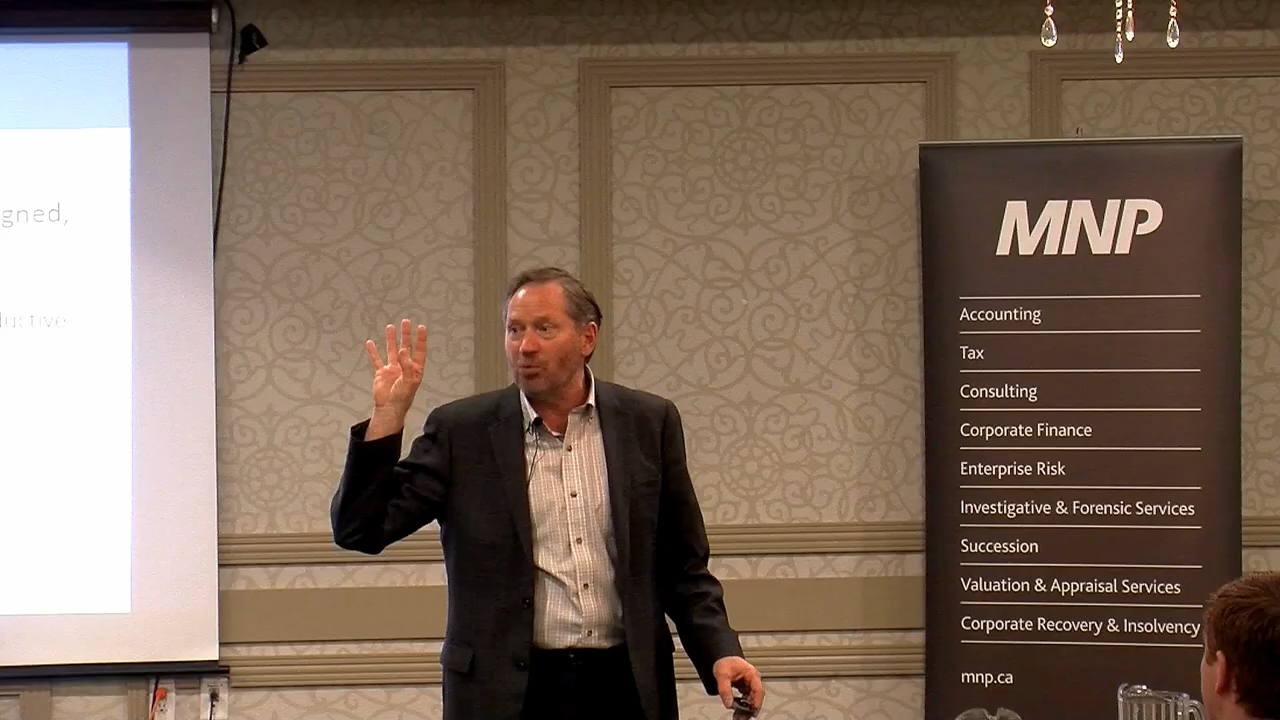 MNP
Accounting
Tax
Consulting
Corporate Finance
Enterprise Risk
Investigative & Forensic Services
Succession
Valuation & Appraisal Services
Corporate Recovery & Insolvency
mnp.ca